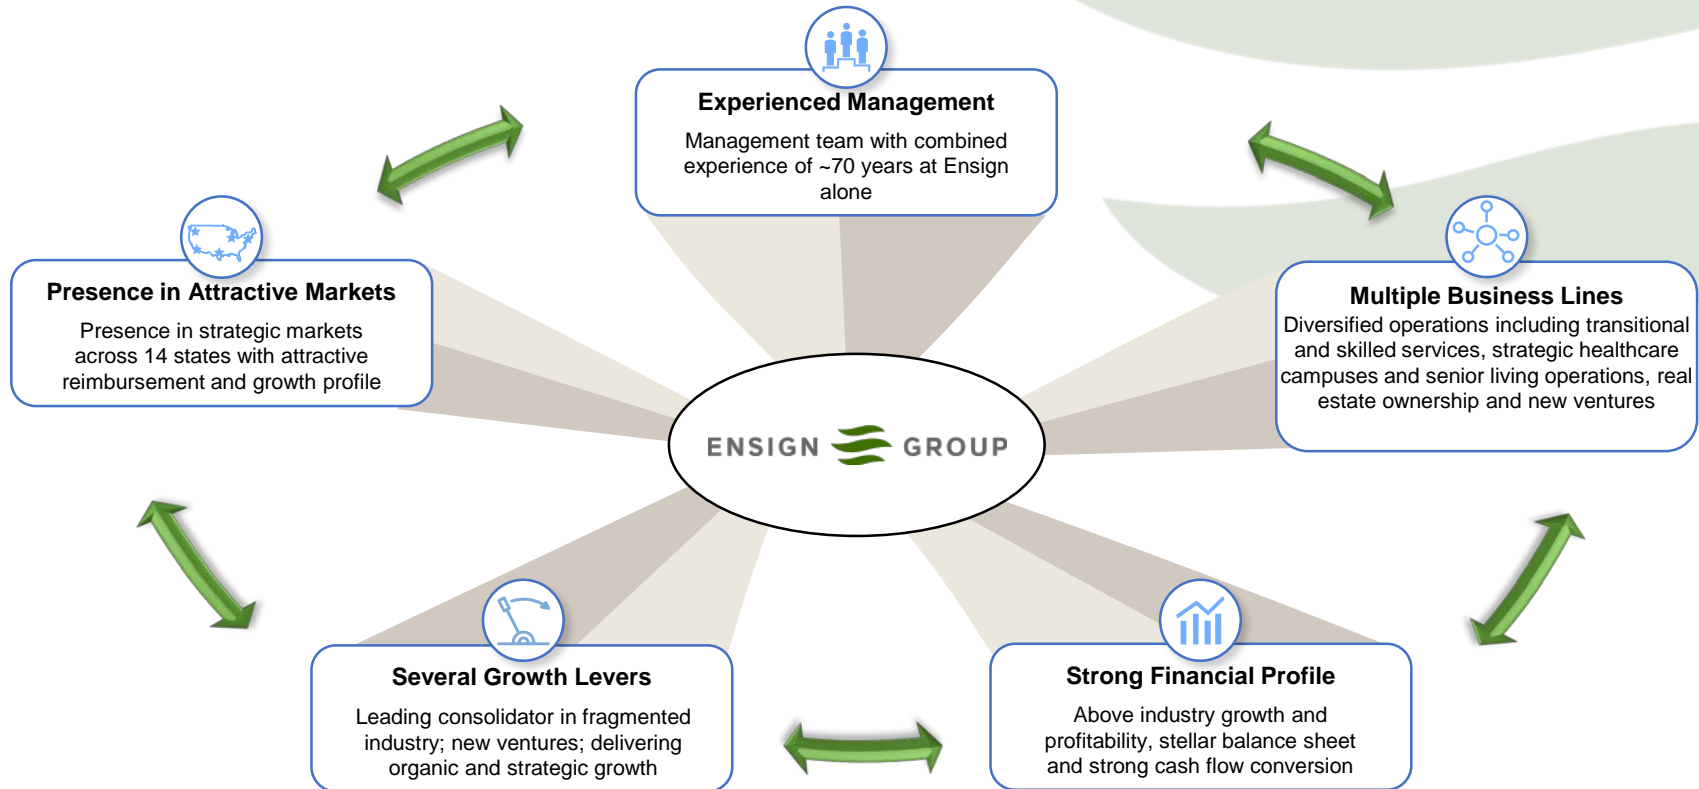 Experienced Management
Management team with combined
experience of ~70 years at Ensign
alone
Presence in Attractive Markets
Presence in strategic markets
across 14 states with attractive
reimbursement and growth profile
Multiple Business Lines
Diversified operations including transitional
and skilled services, strategic healthcare
campuses and senior living operations, real
estate ownership and new ventures
ENSIGN GROUP
Several Growth Levers
Leading consolidator in fragmented
industry; new ventures; delivering
organic and strategic growth
Strong Financial Profile
Above industry growth and
profitability, stellar balance sheet
and strong cash flow conversion